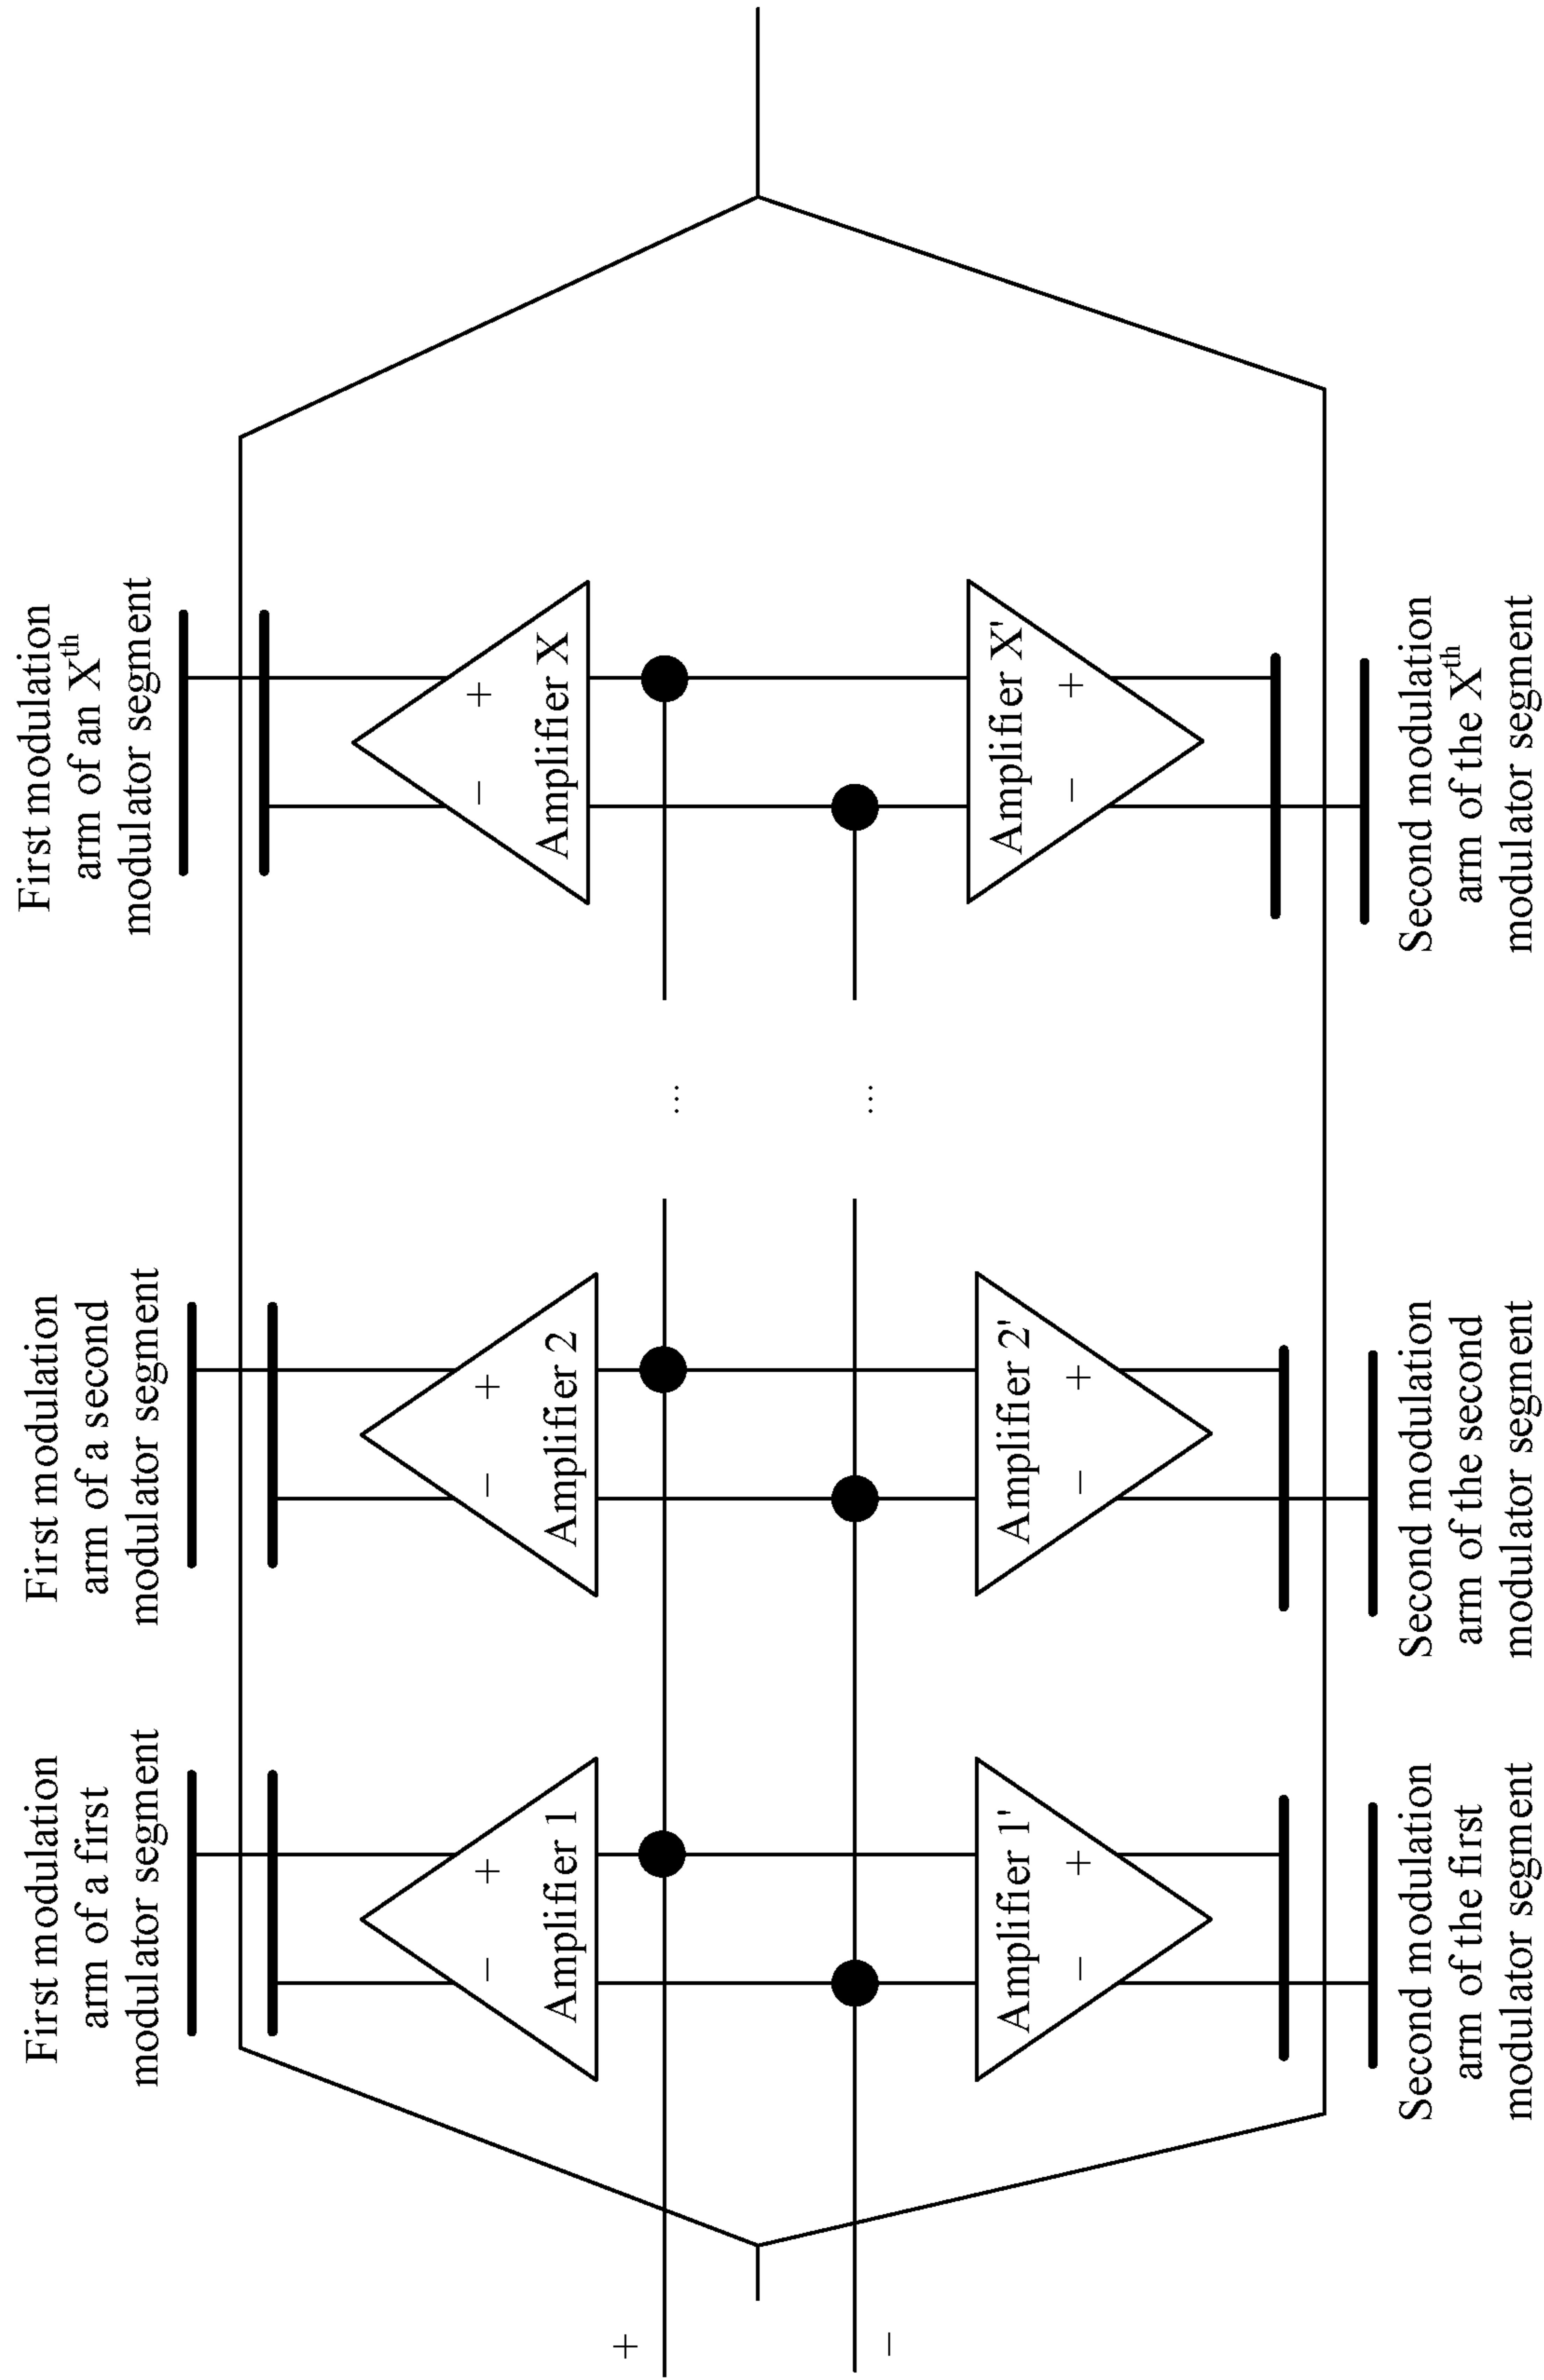 First modulation
arm of a first
modulator segment
First modulation
arm of a second
modulator segment
First modulation
arm of an Xth
modulator segment
− +
Amplifier 1
− +
Amplifier 2
− +
Amplifier X
+
... 
−
...
Amplifier 1'
− +
Amplifier 2'
− +
Amplifier X'
− +
Second modulation
arm of the first
modulator segment
Second modulation
arm of the second
modulator segment
Second modulation
arm of the Xth
modulator segment